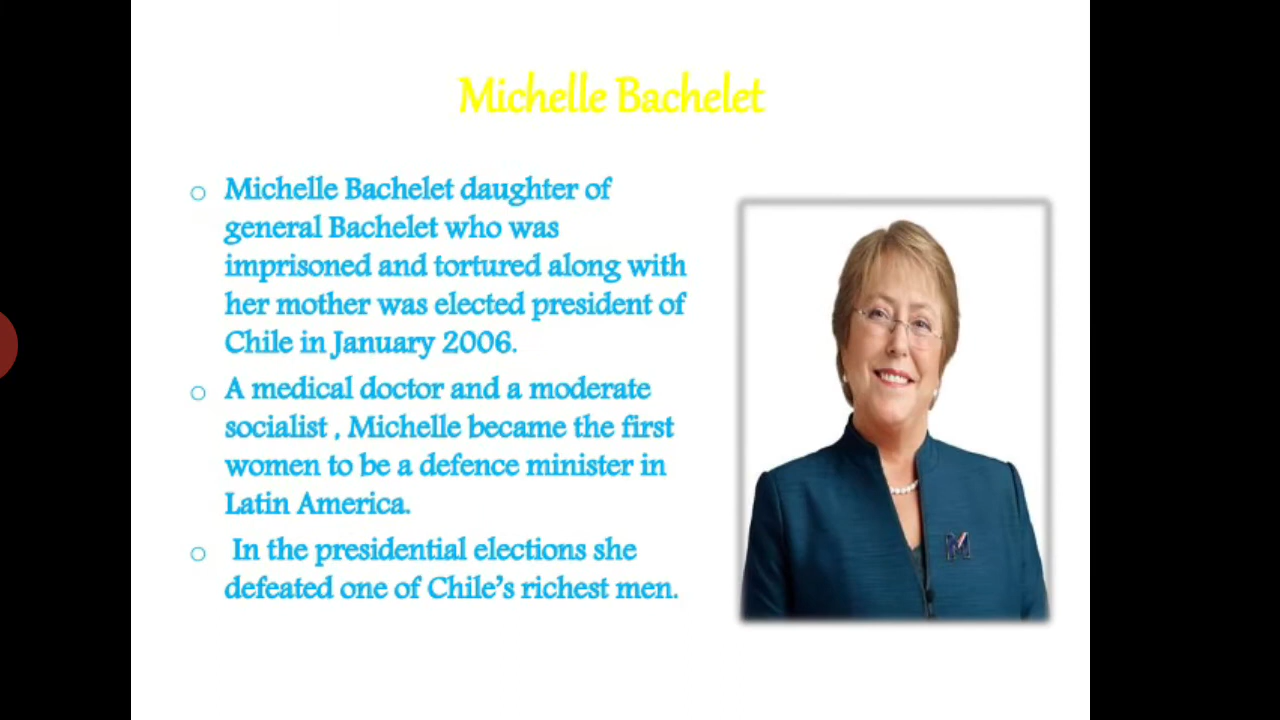 Michelle Bachelet
o Michelle Bachelet daughter of
general Bachelet who was
imprisoned and tortured along with
her mother was elected president of
Chile in January 2006.
o A medical doctor and a moderate
socialist , Michelle became the first
women to be a defence minister in
Latin America.
o In the presidential elections she
defeated one of Chile’s richest men.
M